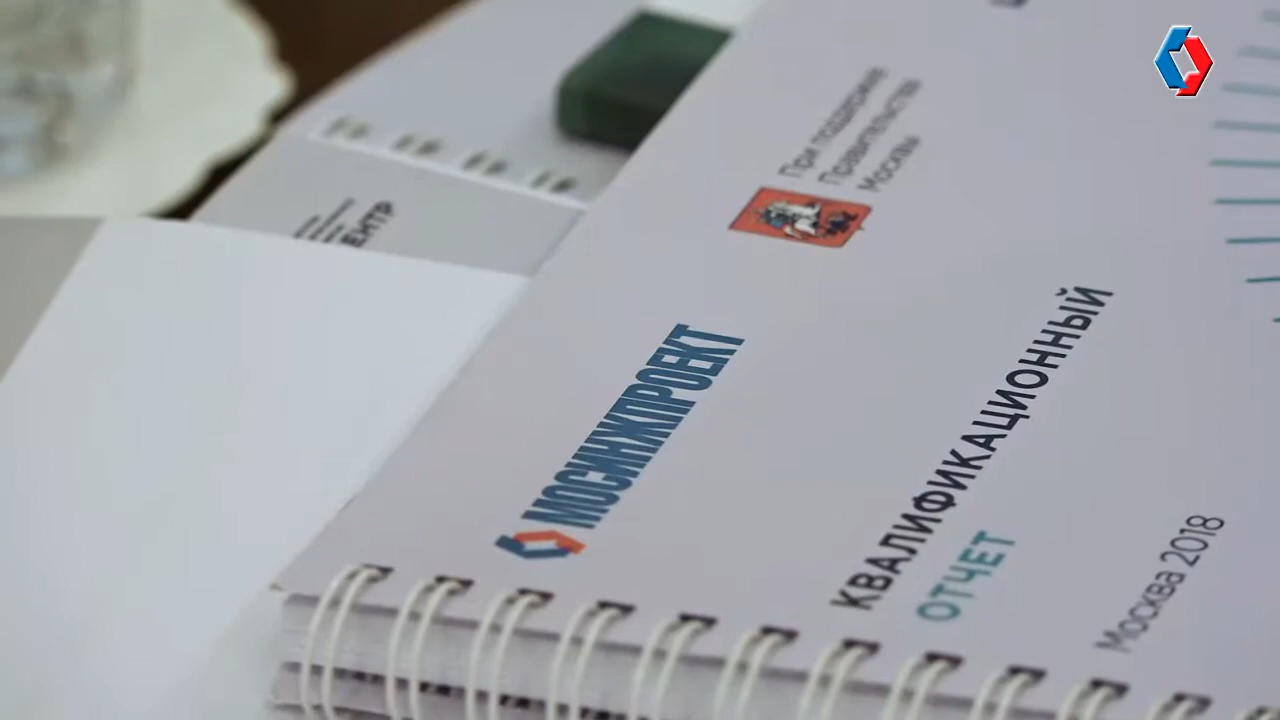 При поддержке
Правительства
Москвы
МОСИНЖПРОЕКТ
КВАЛИФИКАЦИОННЫЙ
ОТЧЕТ
Москва 2018